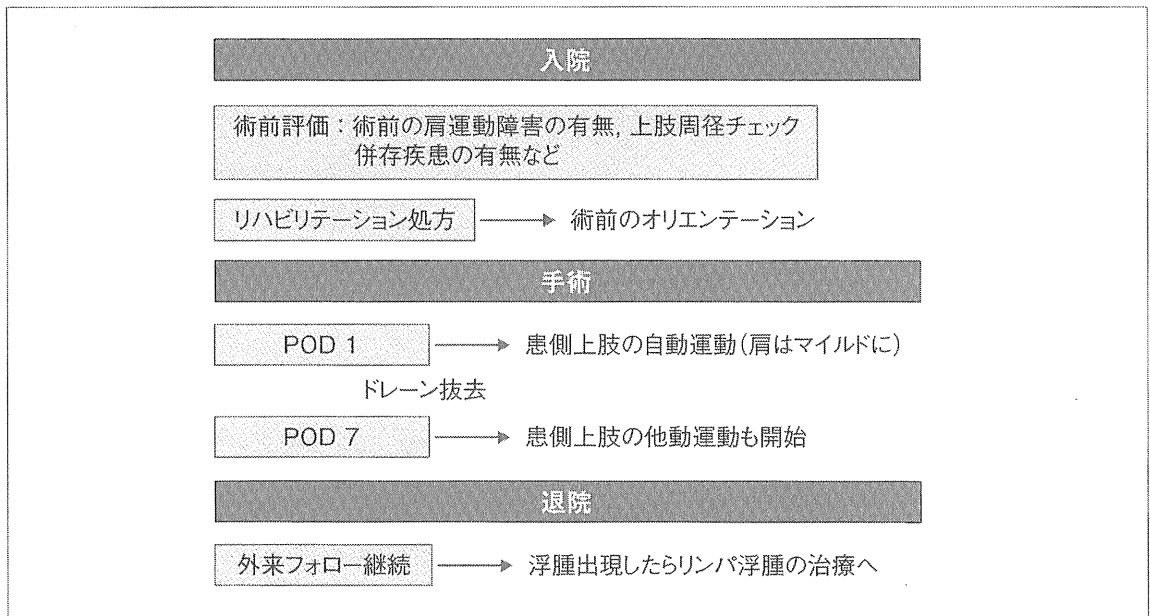 入院
術前評価：術前の肩運動障害の有無, 上肢周径チェック
併存疾患の有無など
リハビリテーション処方 術前のオリエンテーション
手術
POD 1 患側上肢の自動運動(肩はマイルドに)
ドレーン抜去
POD 7 患側上肢の他動運動も開始
退院
外来フォロー継続 浮腫出現したらリンパ浮腫の治療へ